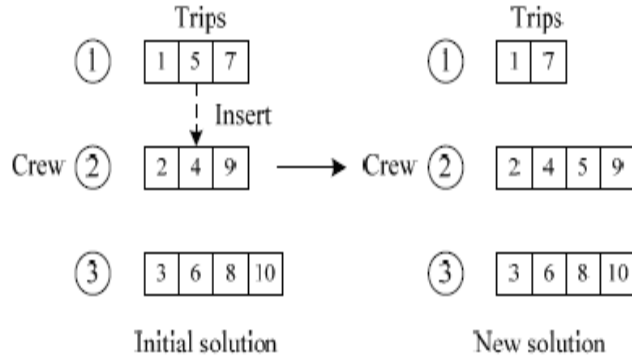 Trips Trips
1 1 5 7 1 1 7
Insert
Crew 2 2 4 9 Crew 2 2 4 5 9
3 3 6 8 10 3 3 6 8 10
Initial solution New solution